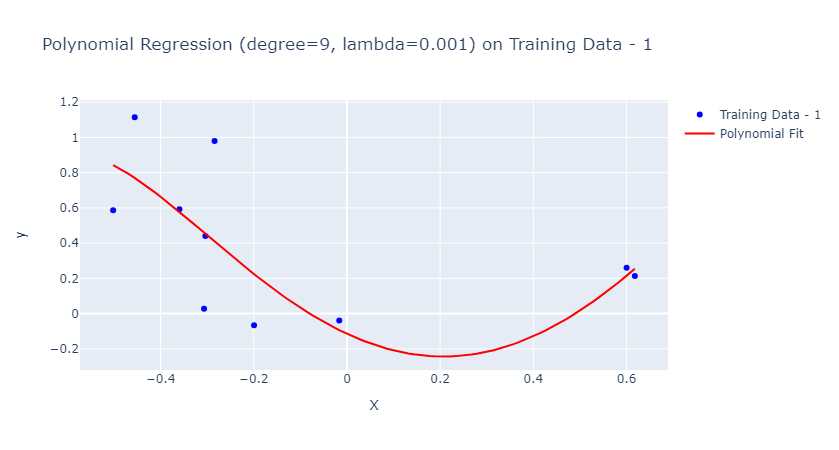 Polynomial Regression (degree=9, lambda=0.001) on Training Data - 1
1.2
1
0.8
0.6
0.4
0.2
0
−0.2
y
−0.4
−0.2
0
0.2
0.4
0.6
X
Training Data - 1
Polynomial Fit